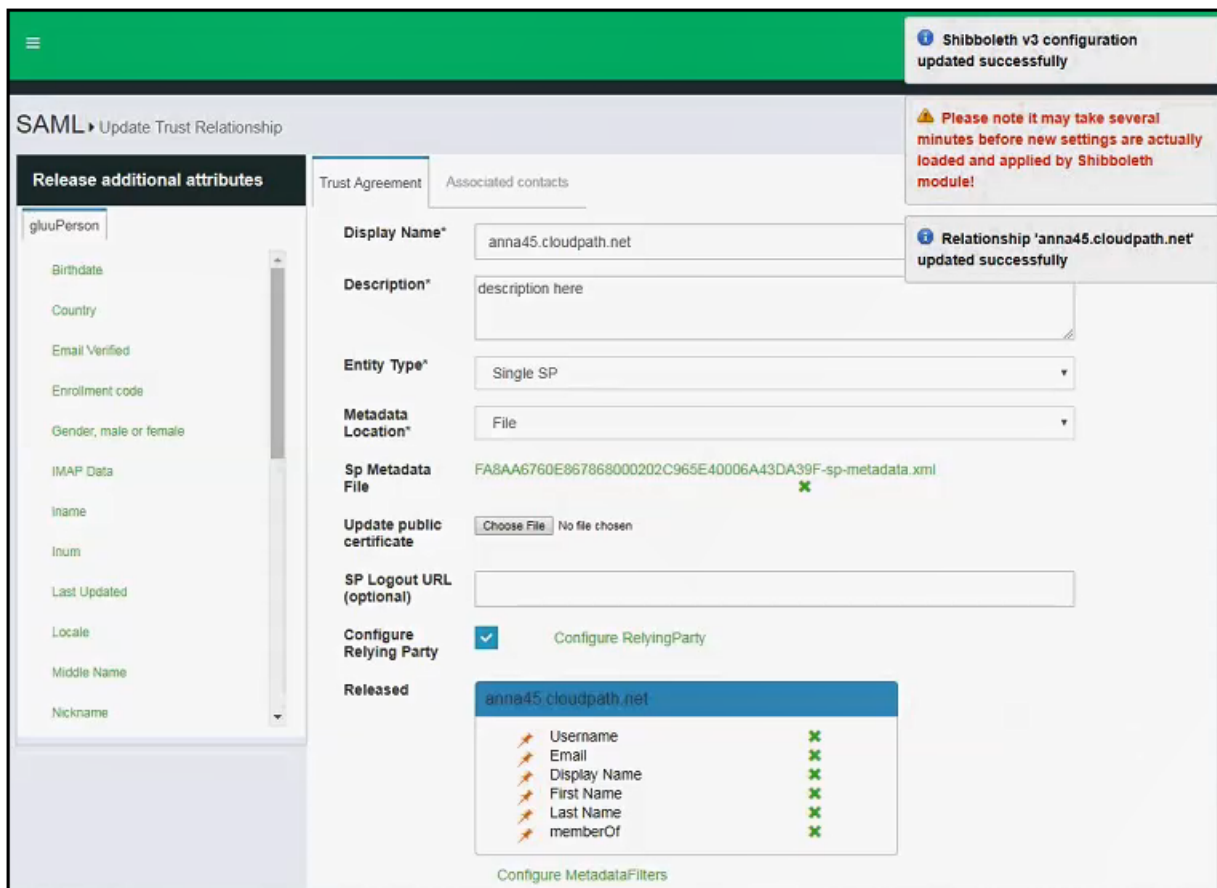 Shibboleth v3 configuration
updated successfully
Please note it may take several
minutes before new settings are actually
loaded and applied by Shibboleth
module!
Relationship 'anna45.cloudpath.net'
updated successfully
SAML Update Trust Relationship
Release additional attributes
gluuPerson
Birthdate
Country
Email Verified
Enrollment code
Gender, male or female
IMAP Data
Iname
Inum
Last Updated
Locale
Middle Name
Nickname
Trust Agreement Associated contacts
Display Name* anna45.cloudpath.net
Description* description here
Entity Type* Single SP
Metadata
Location* File
Sp Metadata
File FA8AA6760E867868000202C965E40006A43DA39F-sp-metadata.xml
Update public
certificate Choose File No file chosen
SP Logout URL
(optional)
Configure
Relying Party Configure RelyingParty
Released
anna45.cloudpath.net
Username
Email
Display Name
First Name
Last Name
memberOf
Configure MetadataFilters